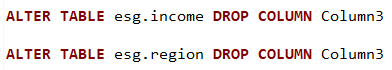 ALTER TABLE esg.income DROP COLUMN Column3
ALTER TABLE esg.region DROP COLUMN Column3